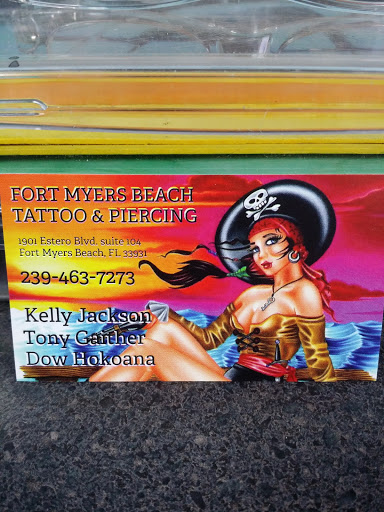 FORT MYERS BEACH
TATTOO & PIERCING
1901 Estero Blvd. suite 104
Fort Myers Beach, Fl. 33931
239-463-7273
Kelly Jackson
Tony Gaither
Dow Hokoana